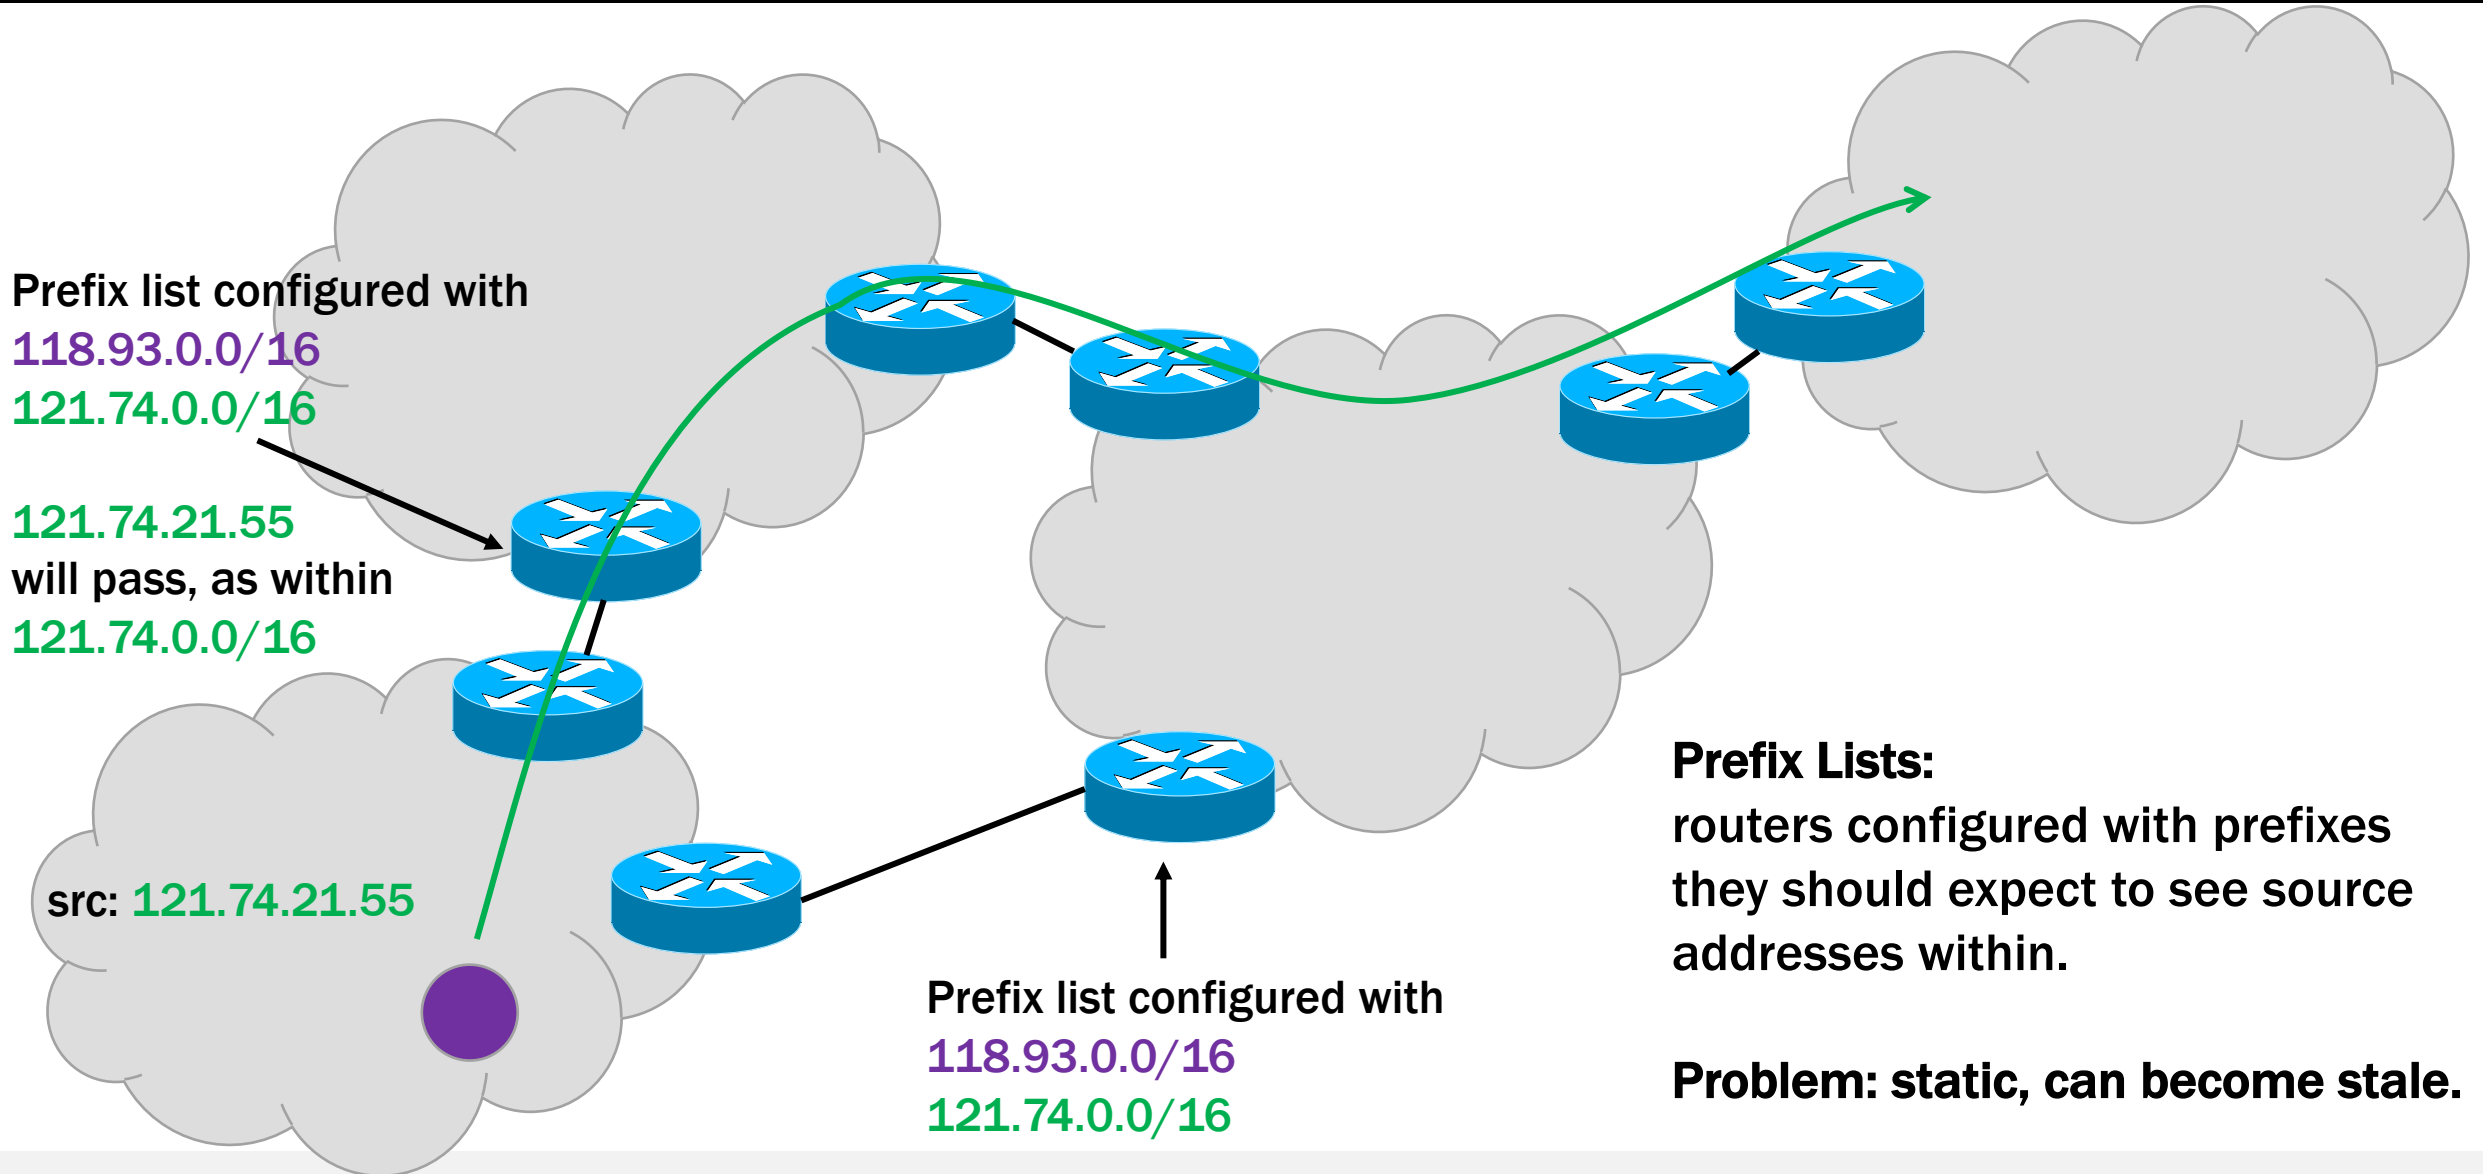 Prefix list configured with
118.93.0.0/16
121.74.0.0/16
121.74.21.55
will pass, as within
121.74.0.0/16
src: 121.74.21.55
Prefix list configured with
118.93.0.0/16
121.74.0.0/16
Prefix Lists:
routers configured with prefixes
they should expect to see source
addresses within.
Problem: static, can become stale.